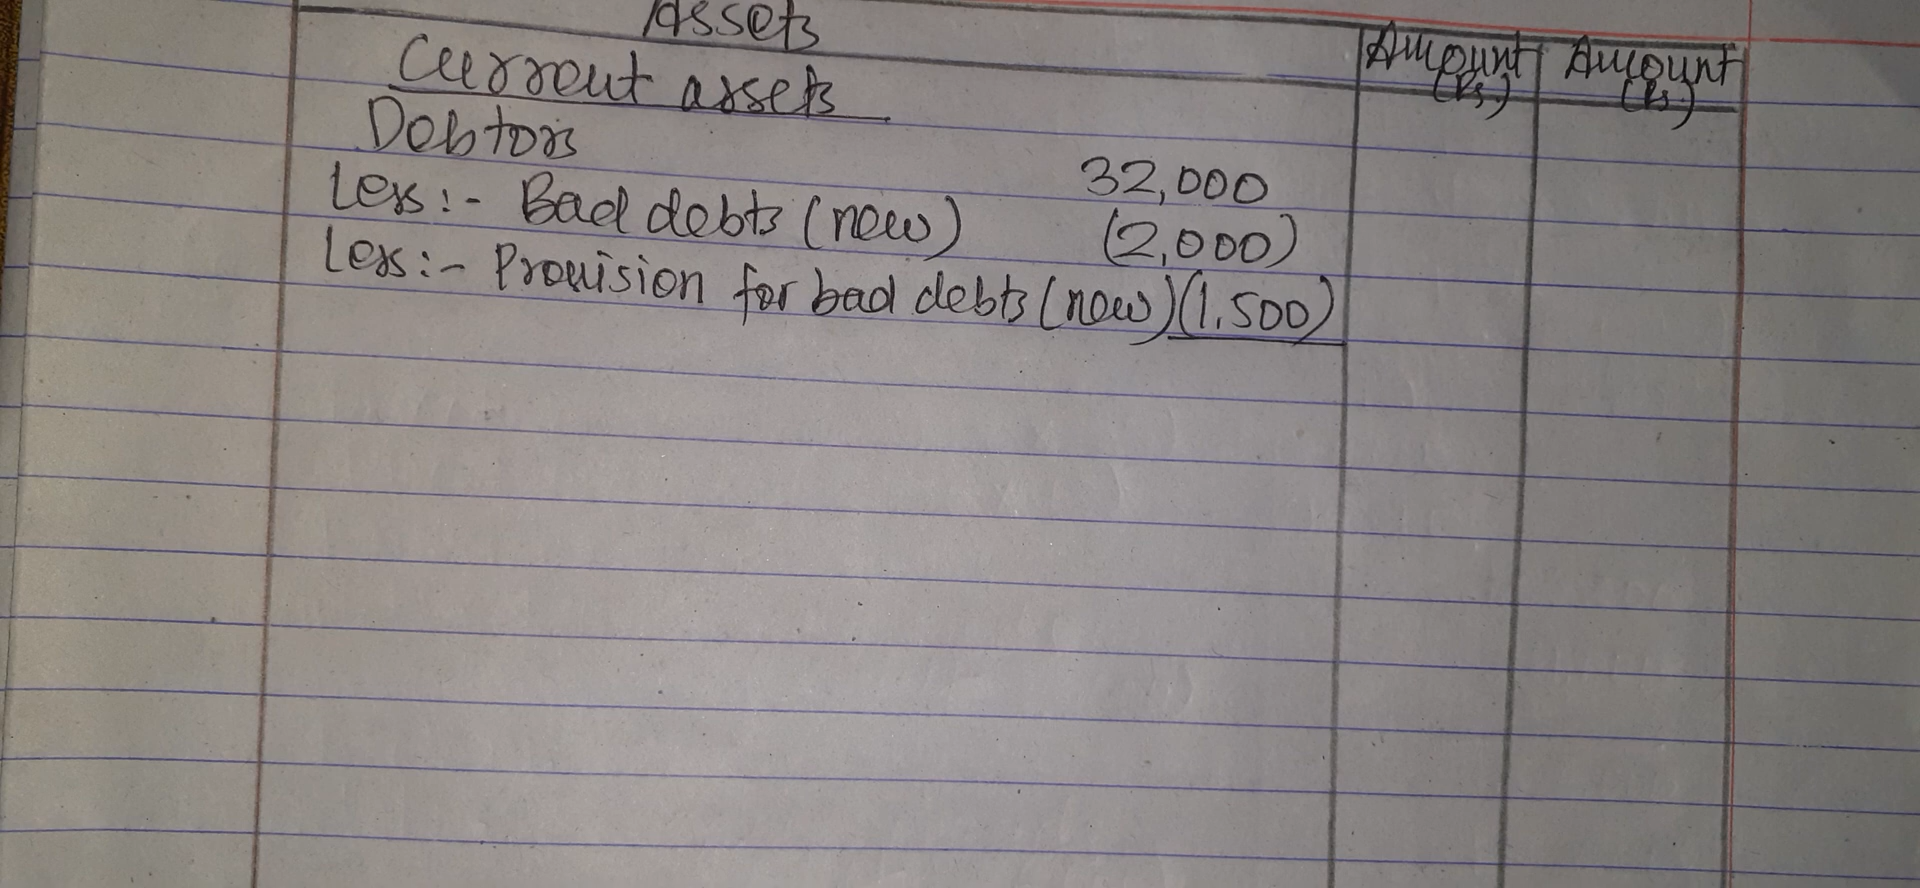 Assets Amount (Rs.) Amount (Rs.)
Current assets
Debtors 32,000
Less :- Bad debts (new) (2,000)
Less :- Provision for bad debts (new) (1,500)